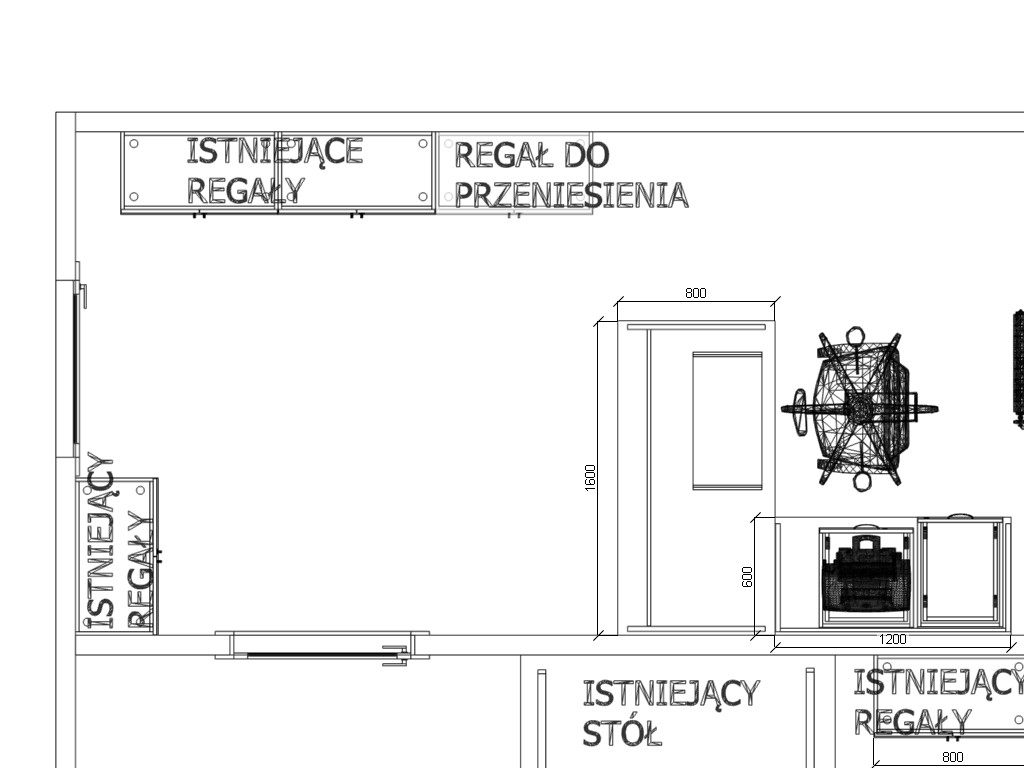 ISTNIEJĄCE
REGAŁY
REGAŁ DO
PRZENIESIENIA
800
1600
ISTNIEJĄCY
REGAŁY
600
1200
ISTNIEJĄCY
STÓŁ
ISTNIEJĄCY
REGAŁY
800